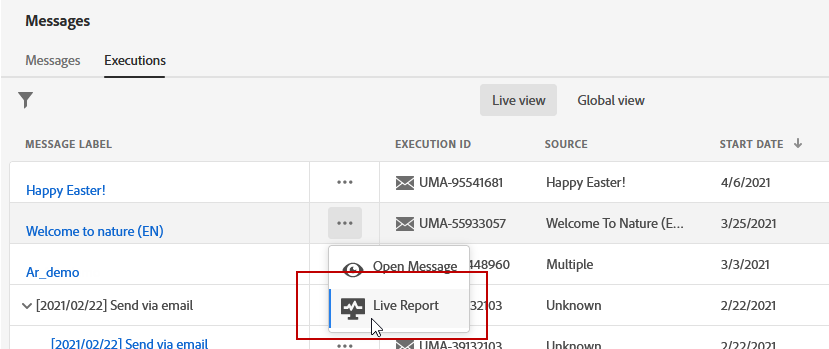 Messages
Messages Executions
Live view Global view
MESSAGE LABEL EXECUTION ID SOURCE START DATE
Happy Easter! ••• UMA-95541681 Happy Easter! 4/6/2021
Welcome to nature (EN) ••• UMA-55933057 Welcome To Nature (E... 3/25/2021
Ar_demo 448960 Multiple 3/3/2021
Open Message
[2021/02/22] Send via email 132103 Unknown 2/22/2021
Live Report
[2021/02/22] Send via email ••• UMA-39132103 Unknown 2/22/2021